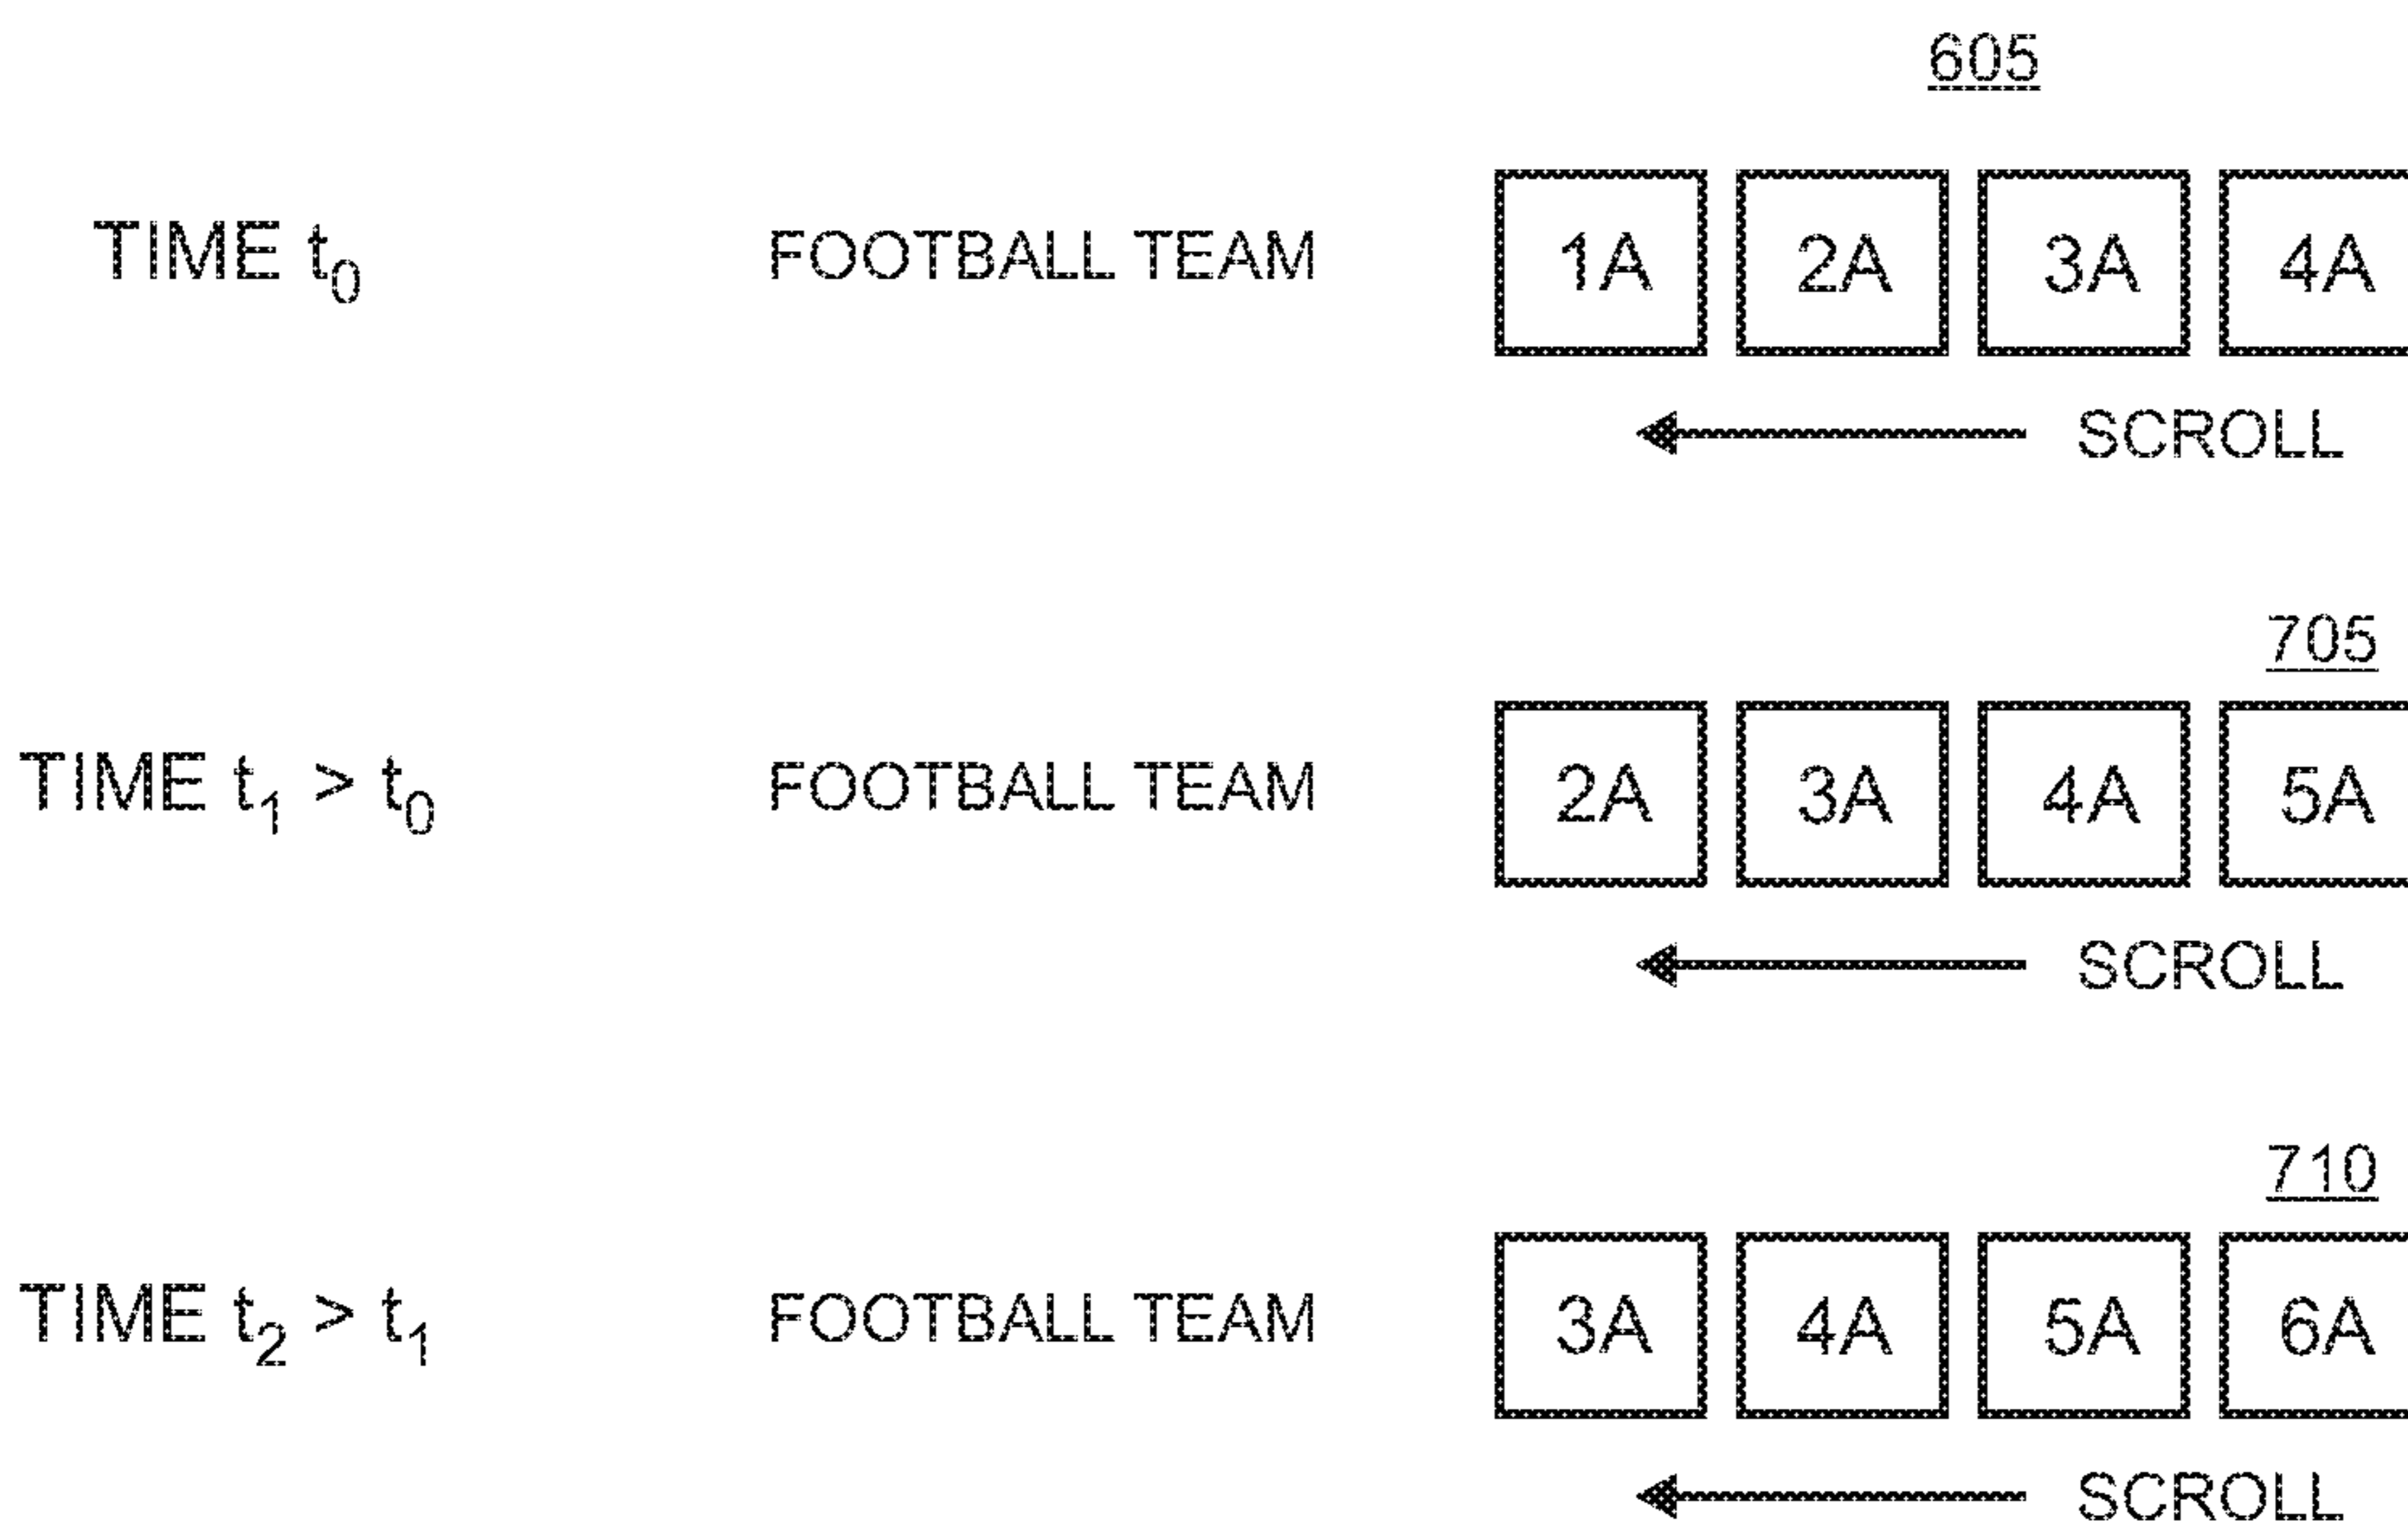 605
TIME t₀ FOOTBALL TEAM 1A 2A 3A 4A
SCROLL
705
TIME t₁ > t₀ FOOTBALL TEAM 2A 3A 4A 5A
SCROLL
710
TIME t₂ > t₁ FOOTBALL TEAM 3A 4A 5A 6A
SCROLL